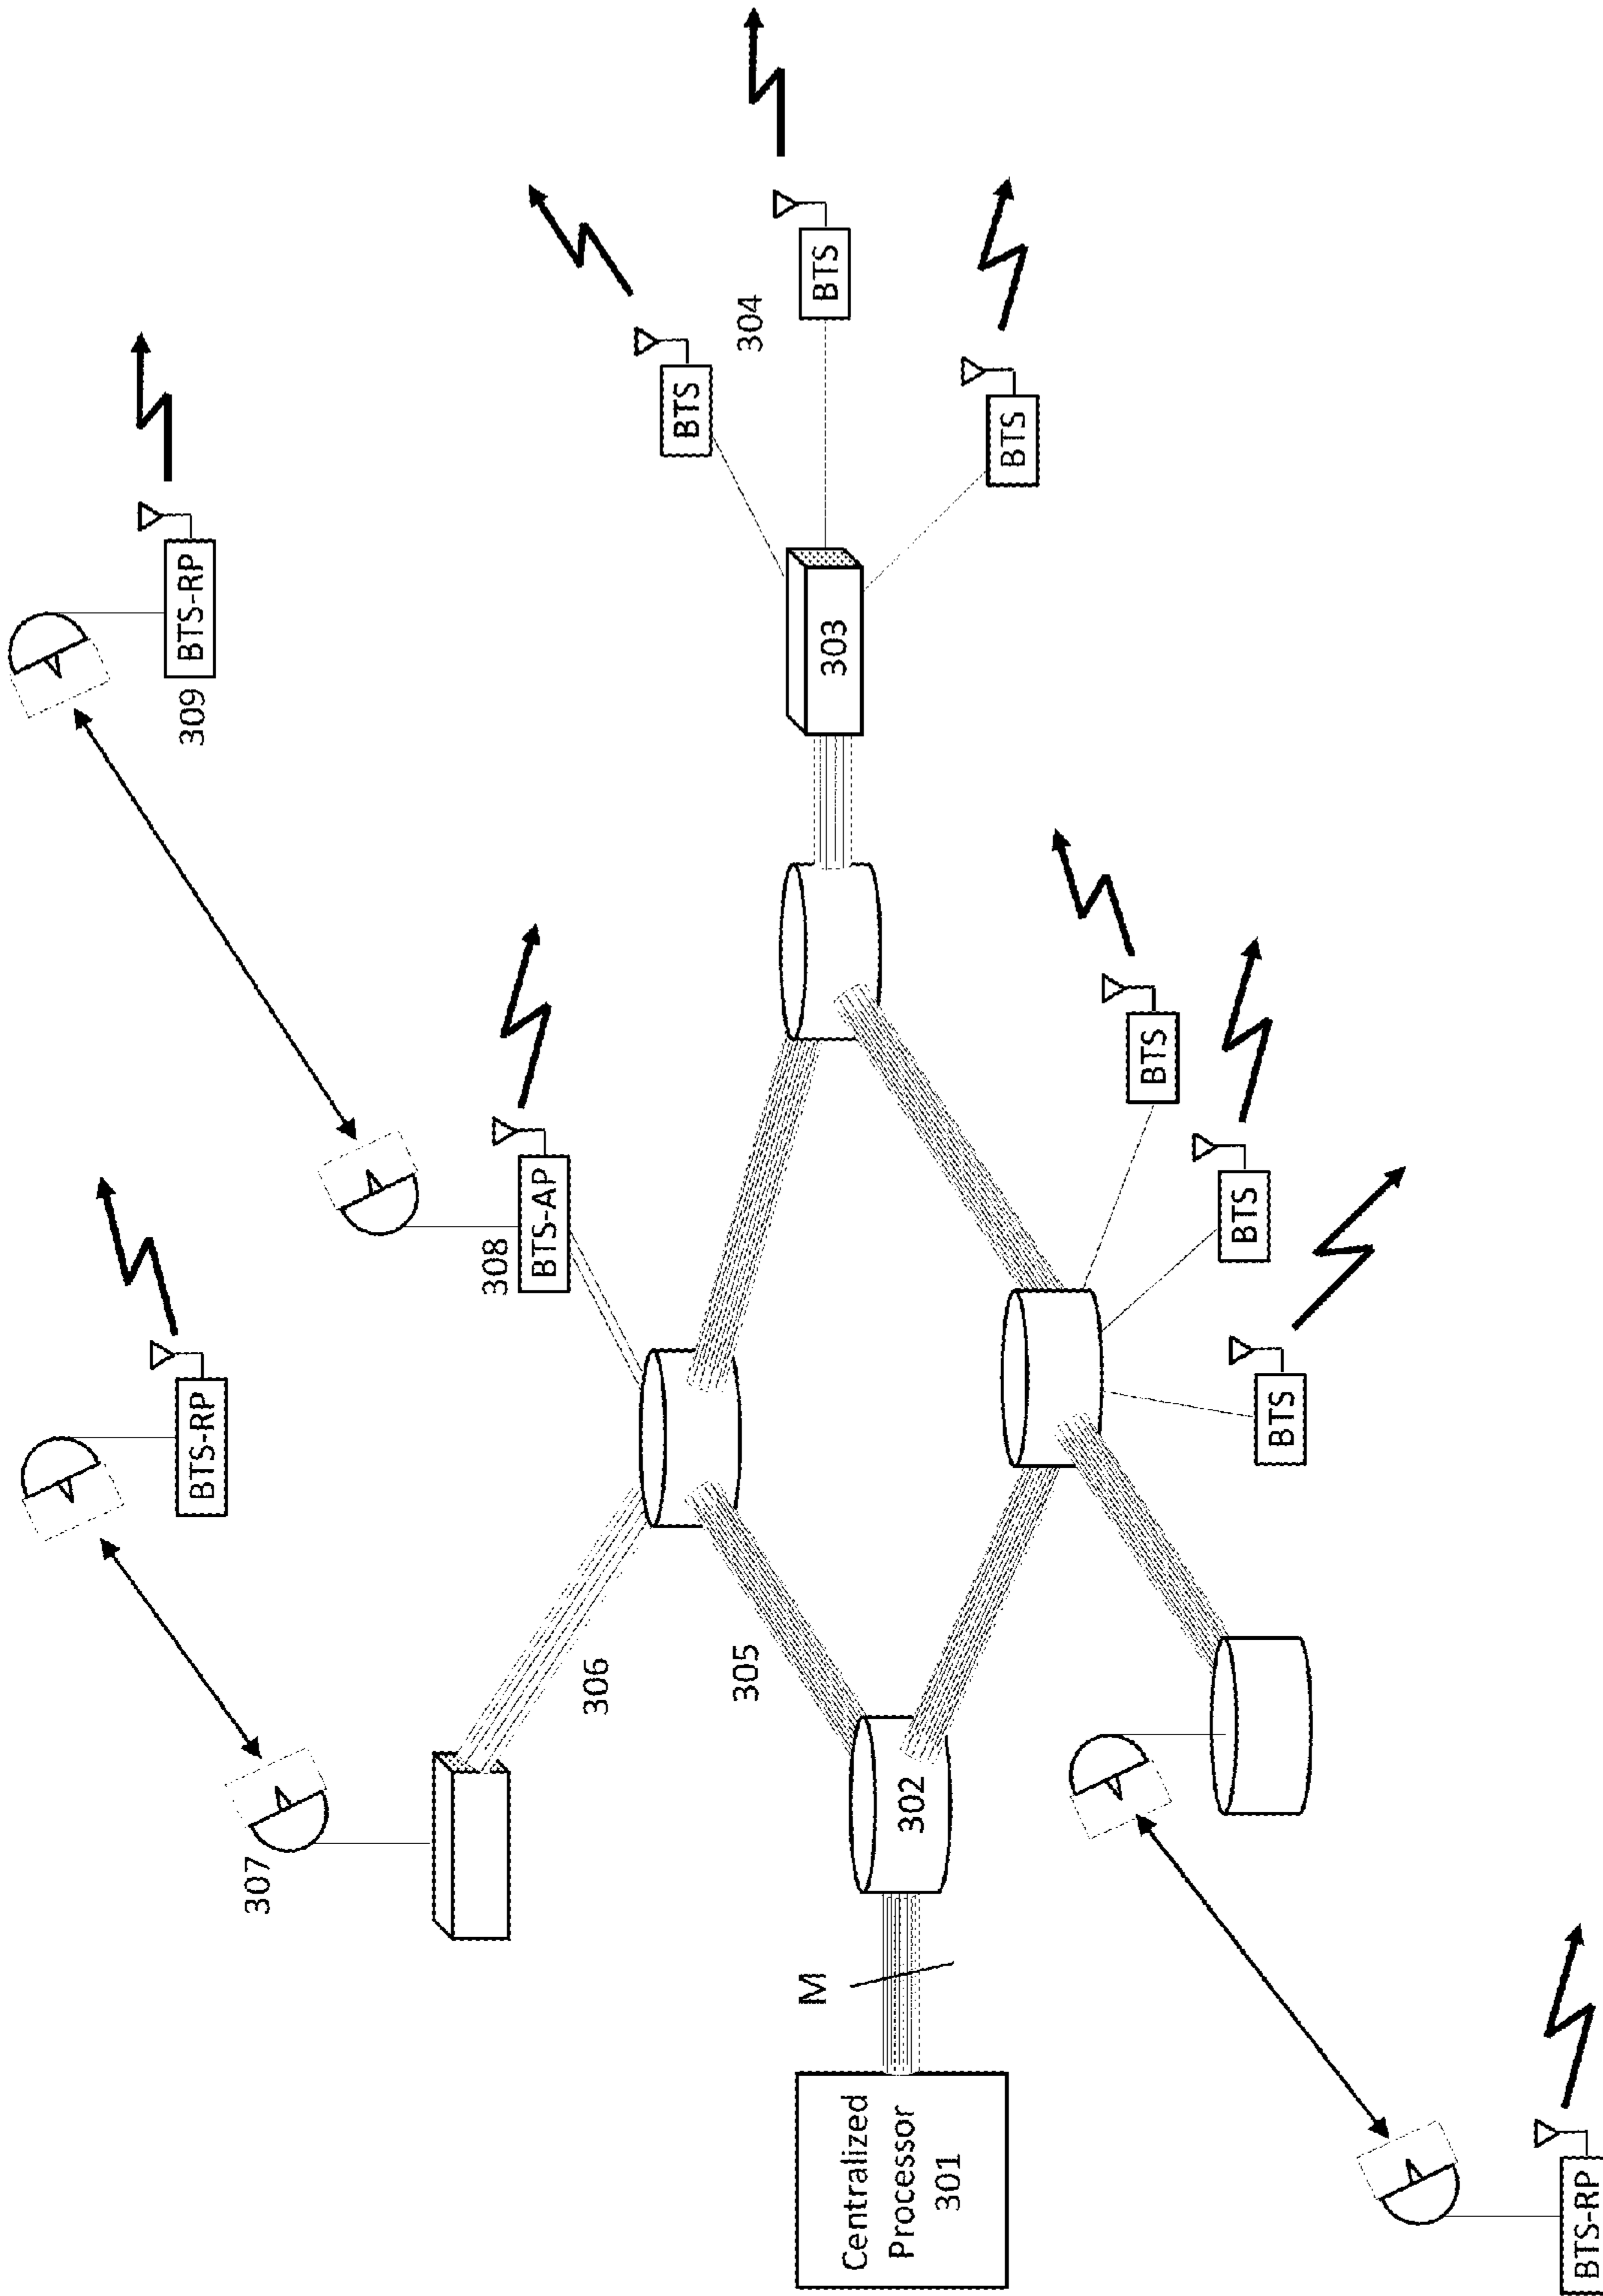 309
BTS-RP
BTS-RP
307
308
BTS-AP
306
BTS
305
304
M
BTS
303
Centralized
Processor
301
302
BTS
BTS
BTS
BTS
BTS-RP